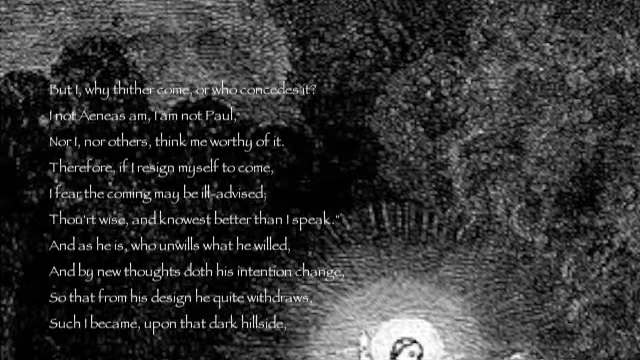 But I, why thither come, or who concedes it?
I not Aeneas am, I am not Paul,
Nor I, nor others, think me worthy of it.
Therefore, if I resign myself to come,
I fear the coming may be ill-advised;
Thou'rt wise, and knowest better than I speak."
And as he is, who unwills what he willed,
And by new thoughts doth his intention change,
So that from his design he quite withdraws,
Such I became, upon that dark hillside,